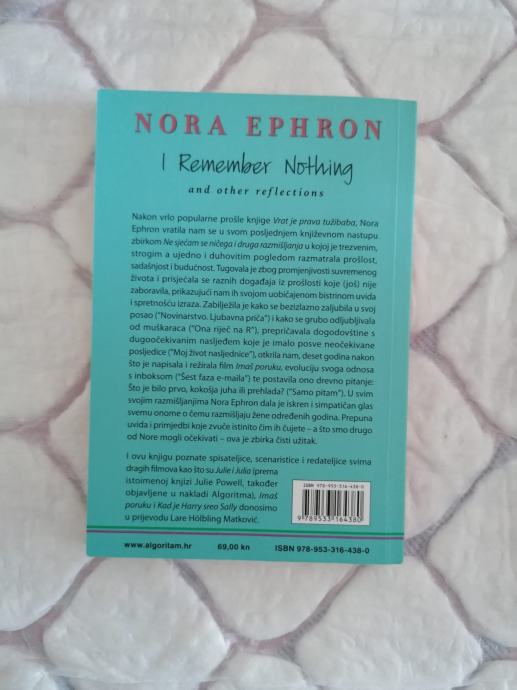 NORA EPHRON
I Remember Nothing
and other reflections
Nakon vrlo popularne prošle knjige Vrat je prava tužibaba, Nora
Ephron vratila nam se u svom posljednjem književnom nastupu
zbirkom Ne sjećam se ničega i druga razmišljanja u kojoj je trezvenim,
strogim a ujedno i duhovitim pogledom razmatrala prošlost,
sadašnjost i budućnost. Tugovala je zbog promjenjivosti suvremenog
života i prisjećala se raznih događaja iz prošlosti koje (još) nije
zaboravila, prikazujući nam ih svojom uobičajenom bistrinom uvida
i spretnošću izraza. Zabilježila je kako se bezizlazno zaljubila u svoj
posao ("Novinarstvo. Ljubavna priča") i kako se grubo odljubljivala
od muškaraca ("Ona riječ na R"), prepričavala dogodovštine s
dugoočekivanim nasljeđem koje je imalo posve neočekivane
posljedice ("Moj život nasljednice"), otkrila nam, deset godina nakon
što je napisala i režirala film Imaš poruku, evoluciju svoga odnosa
s inboksom ("Šest faza e-maila") te postavila ono drevno pitanje:
Što je bilo prvo, kokošja juha ili prehlada? ("Samo pitam"). U svim
svojim razmišljanjima Nora Ephron dala je iskren i simpatičan glas
svemu onome o čemu razmišljaju žene određenih godina. Prepuna
uvida i primjedbi koje zvuče istinito čim ih čujete – a što smo drugo
od Nore mogli očekivati – ova je zbirka čisti užitak.
I ovu knjigu poznate spisateljice, scenaristice i redateljice svima
dragih filmova kao što su Julie i Julia (prema
istoimenoj knjizi Julie Powell, također
objavljene u nakladi Algoritma), Imaš
poruku i Kad je Harry sreo Sally donosimo
u prijevodu Lare Hölbling Matković.
ISBN 978-953-316-438-0
9 789533 164380
www.algoritam.hr 69,00 kn ISBN 978-953-316-438-0